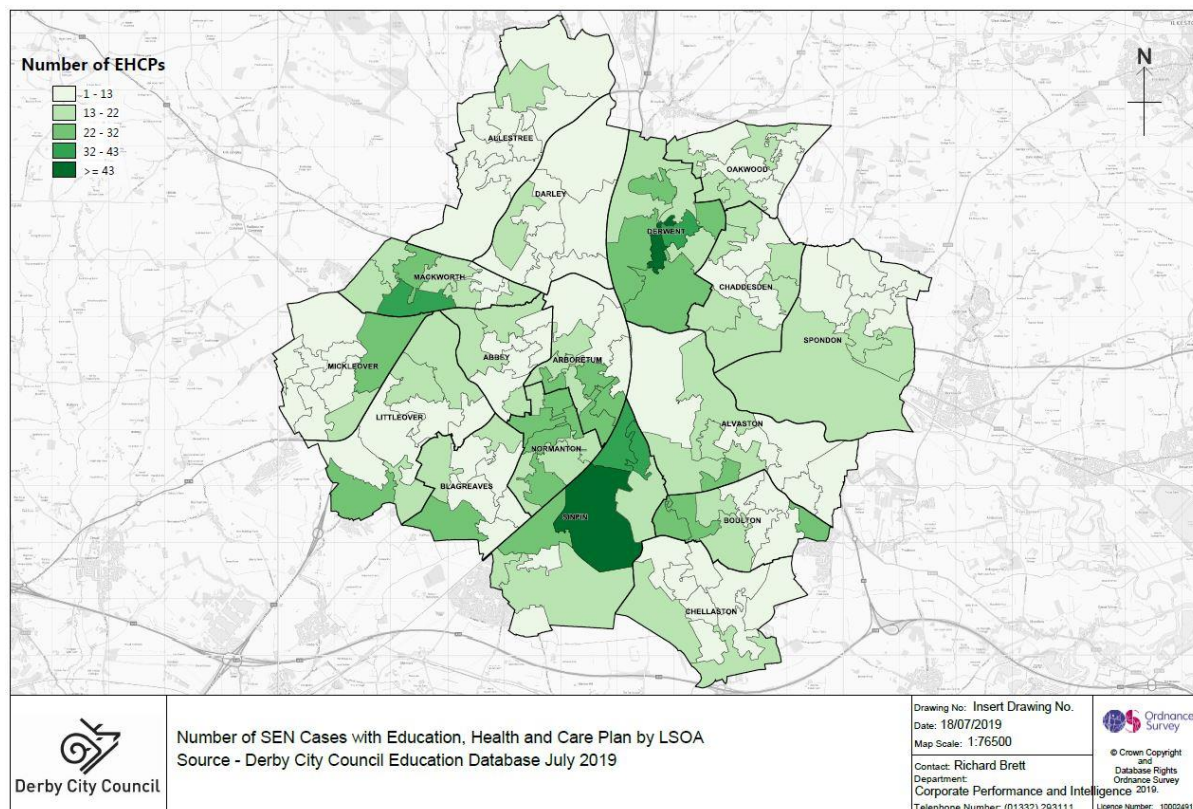 Number of EHCPs
1 - 13
13 - 22
22 - 32
32 - 43
>= 43
N
ALLESTREE
OAKWOOD
DARLEY
DERWENT
MACKWORTH
CHADDESDEN
SPONDON
ABBEY
ARBORETUM
MICKLEOVER
LITTLEOVER
ALVASTON
NORMANTON
BLAGREAVES
SINFIN
BOULTON
CHELLASTON
Derby City Council
Number of SEN Cases with Education, Health and Care Plan by LSOA
Source - Derby City Council Education Database July 2019
Drawing No: Insert Drawing No.
Date: 18/07/2019
Map Scale: 1:76500
Contact: Richard Brett
Department:
Corporate Performance and Intelligence
Telephone Number: (01332) 293111
Ordnance
Survey
© Crown Copyright
and
Database Rights
Ordnance Survey
2019.
Licence Number: 10002491